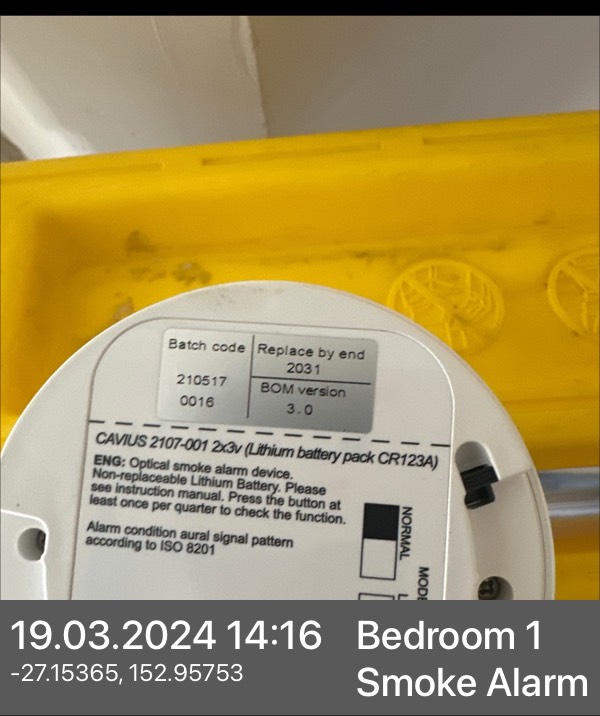 Batch code
210517
0016
Replace by end
2031
BOM version
3.0
CAVIUS 2107-001 2x3v (Lithium battery pack CR123A)
ENG: Optical smoke alarm device.
Non-replaceable Lithium Battery. Please
see instruction manual. Press the button at
least once per quarter to check the function.
Alarm condition aural signal pattern
according to ISO 8201
NORMAL
19.03.2024 14:16
-27.15365, 152.95753
Bedroom 1
Smoke Alarm